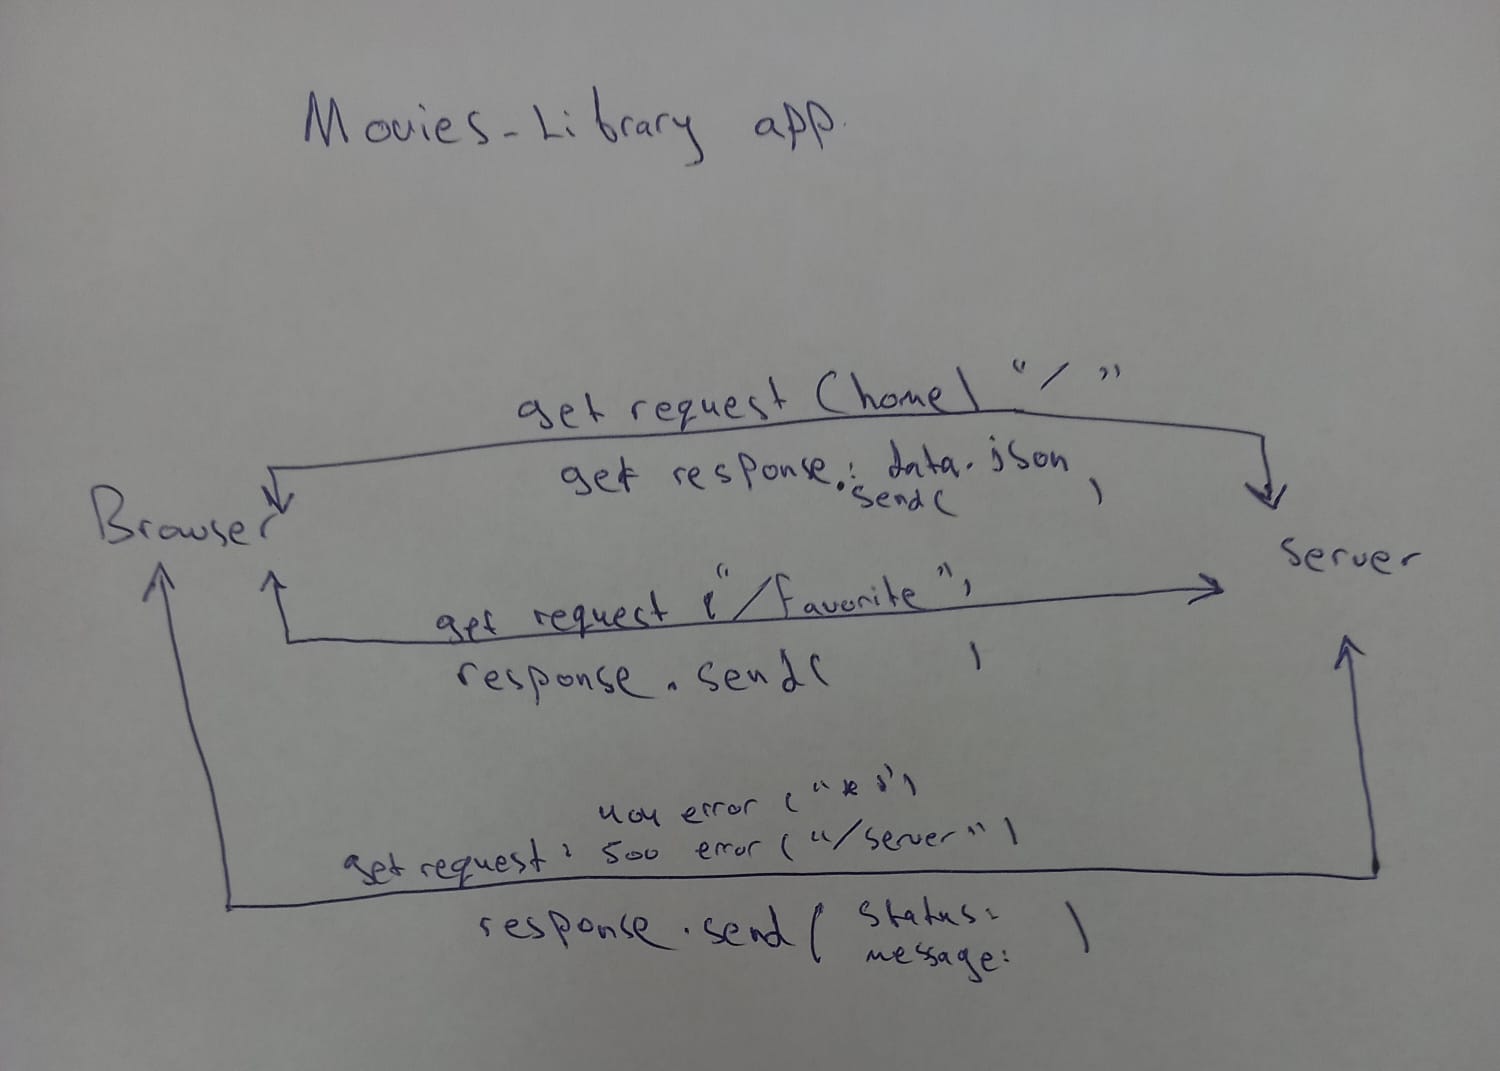 Movies-Library app.
get request (home) "/"
get response.: data.json
send( )
Browser
Server
get request ("/favorite")
response.send( )
404 error ("*")
get request: 500 error ("/server")
response.send( status:
message: )